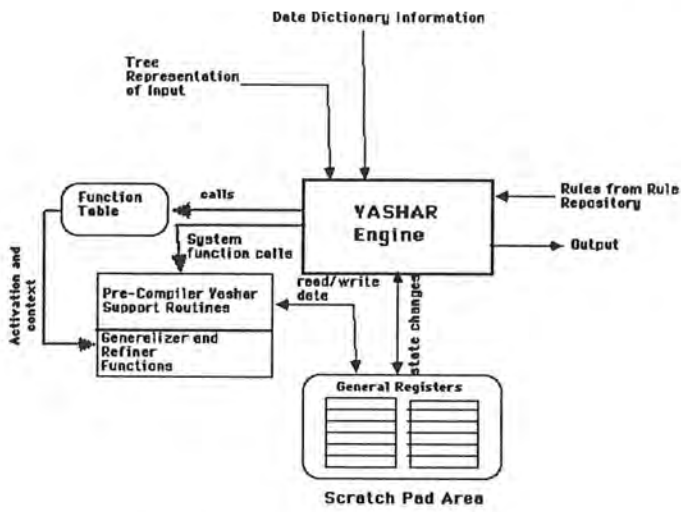 Data Dictionary Information
Tree
Representation
of Input
Function
Table
calls
YASHAR
Engine
Rules from Rule
Repository
Output
System
function calls
Activation and
context
Pre-Compiler Yashar
Support Routines
read/write
data
state changes
Generalizer and
Refiner
Functions
General Registers
Scratch Pad Area